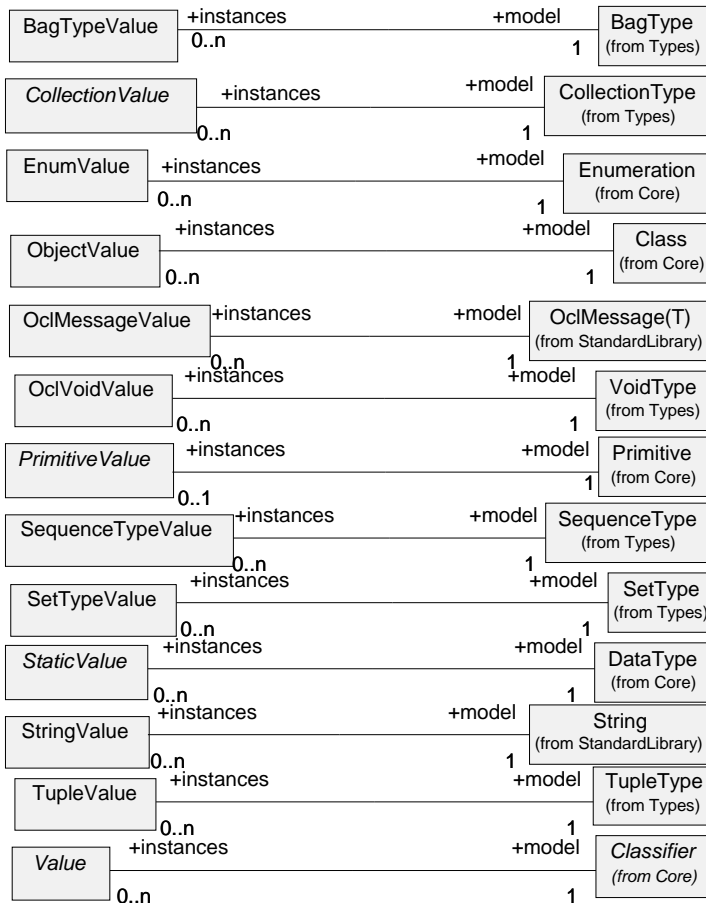 BagTypeValue +instances 0..n +model 1 BagType
(from Types)
CollectionValue +instances 0..n +model 1 CollectionType
(from Types)
EnumValue +instances 0..n +model 1 Enumeration
(from Core)
ObjectValue +instances 0..n +model 1 Class
(from Core)
OclMessageValue +instances 0..n +model 1 OclMessage(T)
(from StandardLibrary)
OclVoidValue +instances 0..n +model 1 VoidType
(from Types)
PrimitiveValue +instances 0..1 +model 1 Primitive
(from Core)
SequenceTypeValue +instances 0..n +model 1 SequenceType
(from Types)
SetTypeValue +instances 0..n +model 1 SetType
(from Types)
StaticValue +instances 0..n +model 1 DataType
(from Core)
StringValue +instances 0..n +model 1 String
(from StandardLibrary)
TupleValue +instances 0..n +model 1 TupleType
(from Types)
Value +instances 0..n +model 1 Classifier
(from Core)